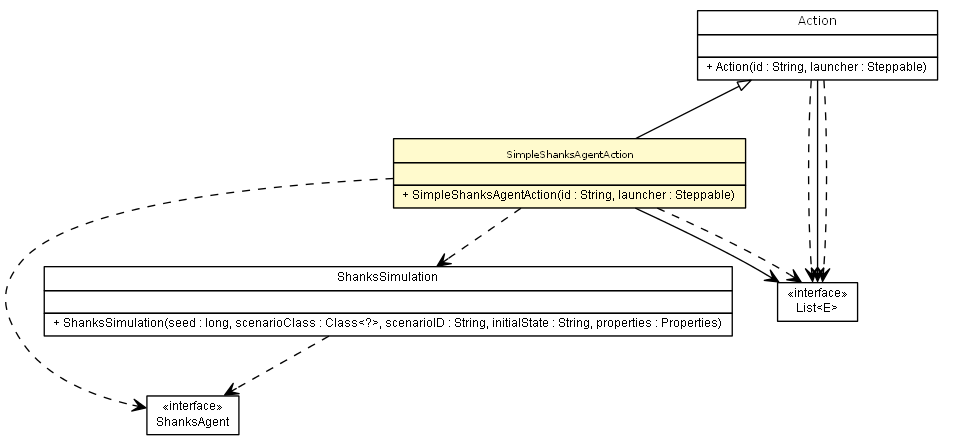 Action
+ Action(id : String, launcher : Steppable)
SimpleShanksAgentAction
+ SimpleShanksAgentAction(id : String, launcher : Steppable)
ShanksSimulation
+ ShanksSimulation(seed : long, scenarioClass : Class<?>, scenarioID : String, initialState : String, properties : Properties)
«interface»
List<E>
«interface»
ShanksAgent